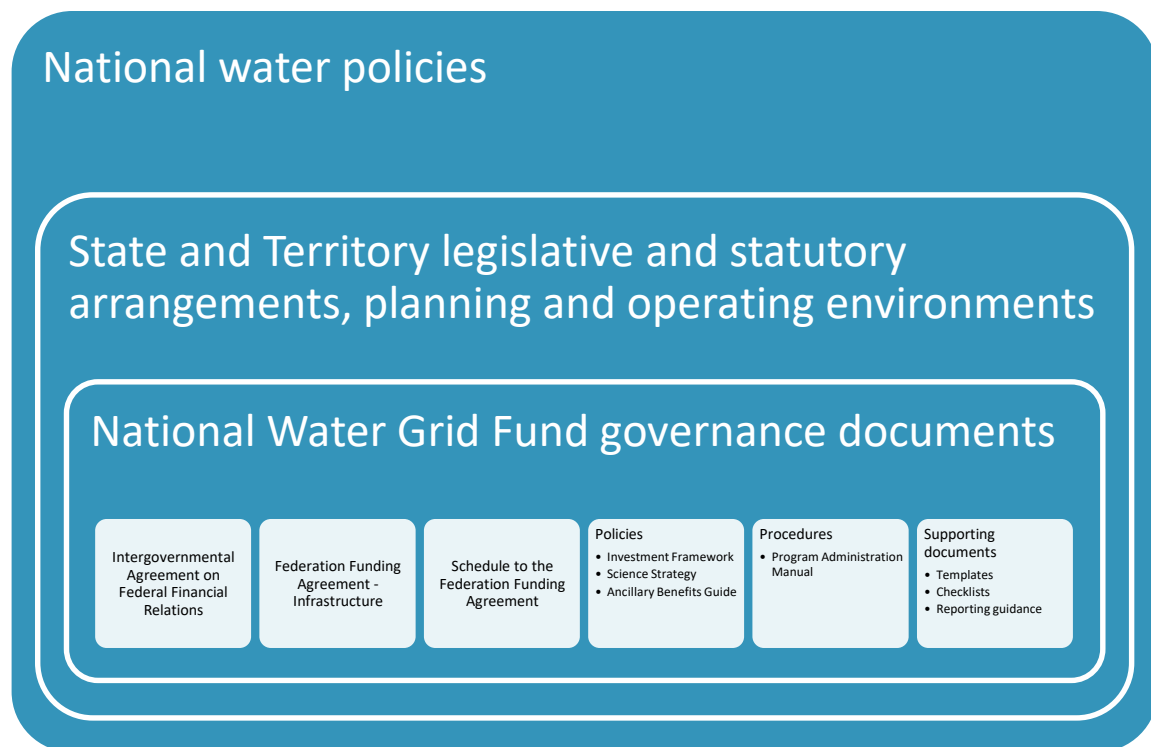 National water policies
State and Territory legislative and statutory
arrangements, planning and operating environments
National Water Grid Fund governance documents
Intergovernmental
Agreement on
Federal Financial
Relations
Federation Funding
Agreement -
Infrastructure
Schedule to the
Federation Funding
Agreement
Policies
• Investment Framework
• Science Strategy
• Ancillary Benefits Guide
Procedures
• Program Administration
Manual
Supporting
documents
• Templates
• Checklists
• Reporting guidance